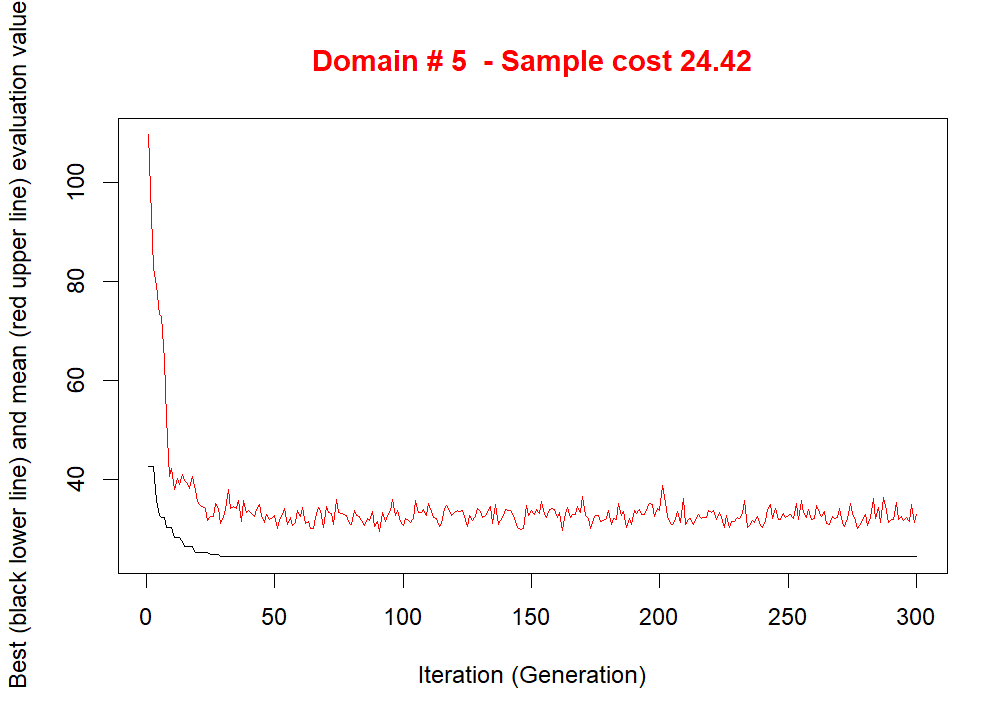 Domain # 5  - Sample cost 24.42
Best (black lower line) and mean (red upper line) evaluation value
100
80
60
40
0 50 100 150 200 250 300
Iteration (Generation)